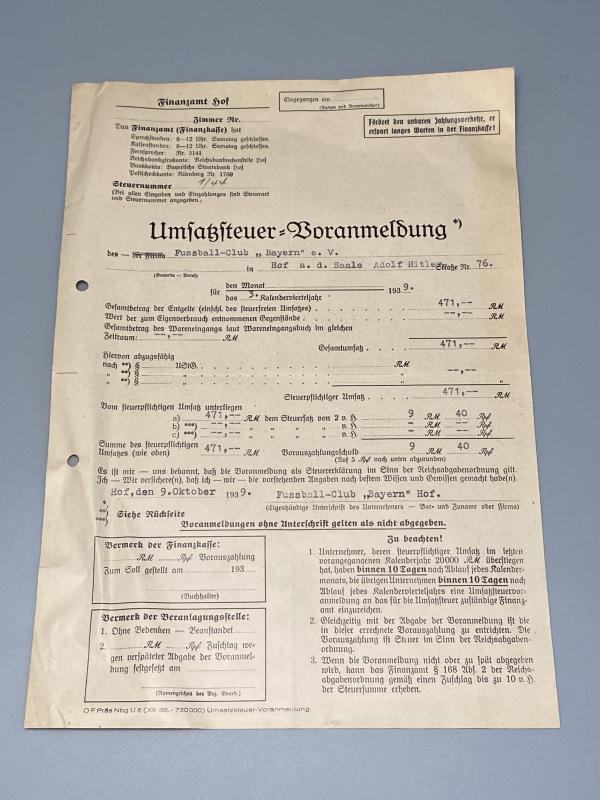 Finanzamt Hof
Eingegangen am
(Datum und Namenszeichen)
Zimmer Nr.
Fördert den unbaren Zahlungsverkehr, er
erspart langes Warten in der Finanzkasse!
Das Finanzamt (Finanzkasse) hat
Sprechstunden: 8—12 Uhr. Samstag geschlossen.
Kassenstunden: 8—12 Uhr. Samstag geschlossen.
Fernsprecher: Nr. 3141
Reichsbankgirokonto: Reichsbanknebenstelle Hof
Bankkonto: Bayerische Staatsbank Hof
Postscheckkonto: Nürnberg Nr. 1769
Steuernummer 1/44
(Bei allen Eingaben und Einzahlungen sind Steuerart
und Steuernummer anzugeben.)
Umsatzsteuer-Voranmeldung *)
des — der Firma Fussball-Club „Bayern" e. V.
in Hof a. d. Saale Adolf Hitler Straße Nr. 76.
(Gewerbe — Beruf)
für den Monat 1939.
das 3. Kalendervierteljahr
Gesamtbetrag der Entgelte (einschl. des steuerfreien Umsatzes) 471,-- RM
Wert der zum Eigenverbrauch entnommenen Gegenstände --,-- RM
Gesamtbetrag des Wareneingangs laut Wareneingangsbuch im gleichen
Zeitraum: --,-- RM
Gesamtumsatz 471,-- RM
Hiervon abzugsfähig
nach **) § UStG. RM
„ **) § „ „ --,-- „
„ **) § „ „
Steuerpflichtiger Umsatz 471,-- RM
Vom steuerpflichtigen Umsatz unterliegen
a) 471,-- RM dem Steuersatz von 2 v. H. 9 RM 40 Rpf
b) ***) --,-- RM „ „ „ v. H. – RM -- Rpf
c) ***) --,-- RM „ „ „ v. H. – RM -- Rpf
Summe des steuerpflichtigen
Umsatzes (wie oben) 471,-- RM Vorauszahlungsschuld 9 RM 40 Rpf
(Auf 5 Rpf nach unten abzurunden)
Es ist mir — uns bekannt, daß die Voranmeldung als Steuererklärung im Sinn der Reichsabgabenordnung gilt.
Ich — Wir versichere(n), daß ich — wir die vorstehenden Angaben nach bestem Wissen und Gewissen gemacht habe(n).
Hof, den 9. Oktober 1939. Fussball-Club „Bayern" Hof.
(Eigenhändige Unterschrift des Unternehmers — Vor- und Zuname oder Firma)
*
**
***) Siehe Rückseite
Voranmeldungen ohne Unterschrift gelten als nicht abgegeben.
Vermerk der Finanzkasse:
RM Rpf Vorauszahlung
Zum Soll gestellt am 193
(Buchhalter)
Vermerk der Veranlagungsstelle:
1. Ohne Bedenken — Beanstandet
2. RM Rpf Zuschlag we-
gen verspäteter Abgabe der Voranmel-
dung festgesetzt am
(Namenzeichen des Bez. Bearb.)
Zu beachten!
1. Unternehmer, deren steuerpflichtiger Umsatz im letzten
vorangegangenen Kalenderjahr 20000 RM überstiegen
hat, haben binnen 10 Tagen nach Ablauf jedes Kalender-
monats, die übrigen Unternehmen binnen 10 Tagen nach
Ablauf jedes Kalendervierteljahrs eine Umsatzsteuervor-
anmeldung an das für die Umsatzsteuer zuständige Finanz-
amt einzureichen.
2. Gleichzeitig mit der Abgabe der Voranmeldung ist die
in dieser errechnete Vorauszahlung zu entrichten. Die
Vorauszahlung ist Steuer im Sinn der Reichsabgaben-
ordnung.
3. Wenn die Voranmeldung nicht oder zu spät abgegeben
wird, kann das Finanzamt § 168 Abs. 2 der Reichs-
abgabenordnung gemäß einen Zuschlag bis zu 10 v. H.
der Steuersumme erheben.
O F Präs Nbg U 5 (XII. 38. - 750 000) Umsatzsteuer-Voranmeldung.